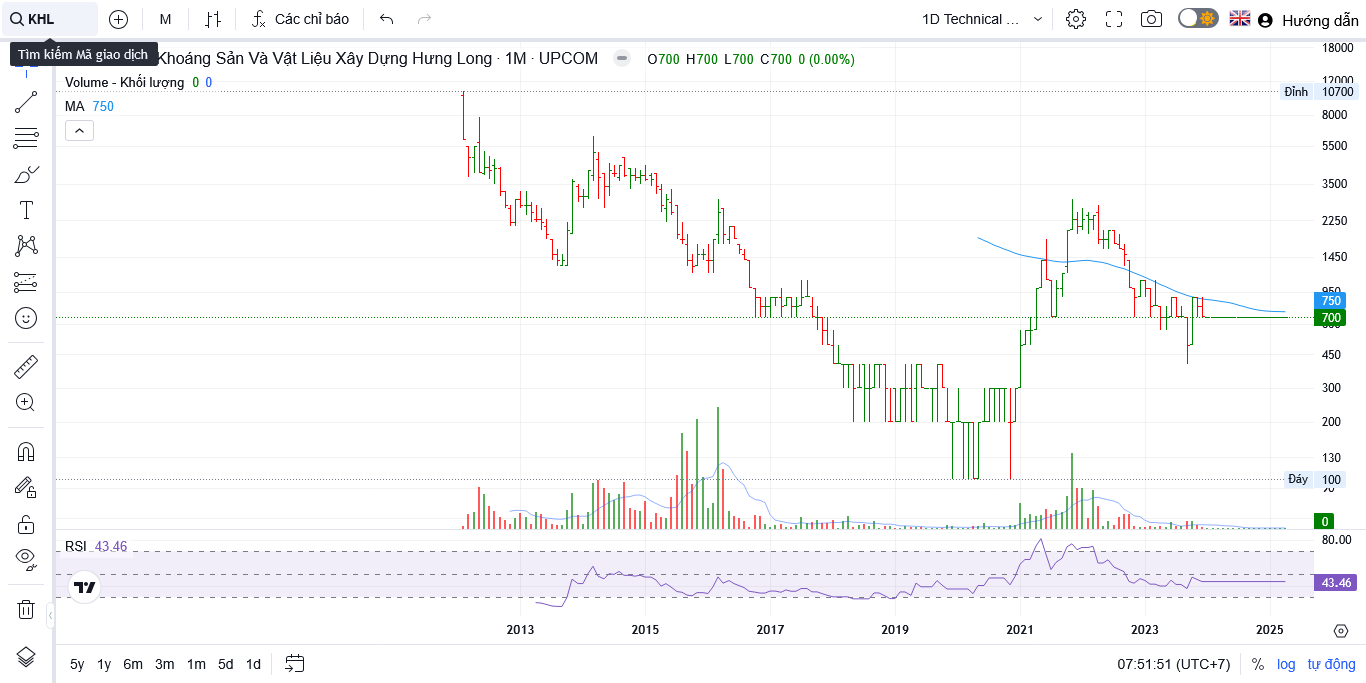 KHL
M
Các chỉ báo
1D Technical ...
Hướng dẫn
Tìm kiếm Mã giao dịch
Khoáng Sản Và Vật Liệu Xây Dựng Hưng Long · 1M · UPCOM O700 H700 L700 C700 0 (0.00%)
Volume - Khối lượng 0 0
MA 750
18000
12000
Đỉnh 10700
8000
5500
3500
2250
1450
950
750
700
450
300
200
130
Đáy 100
0
RSI 43.46
80.00
43.46
2013 2015 2017 2019 2021 2023 2025
5y 1y 6m 3m 1m 5d 1d
07:51:51 (UTC+7) % log tự động